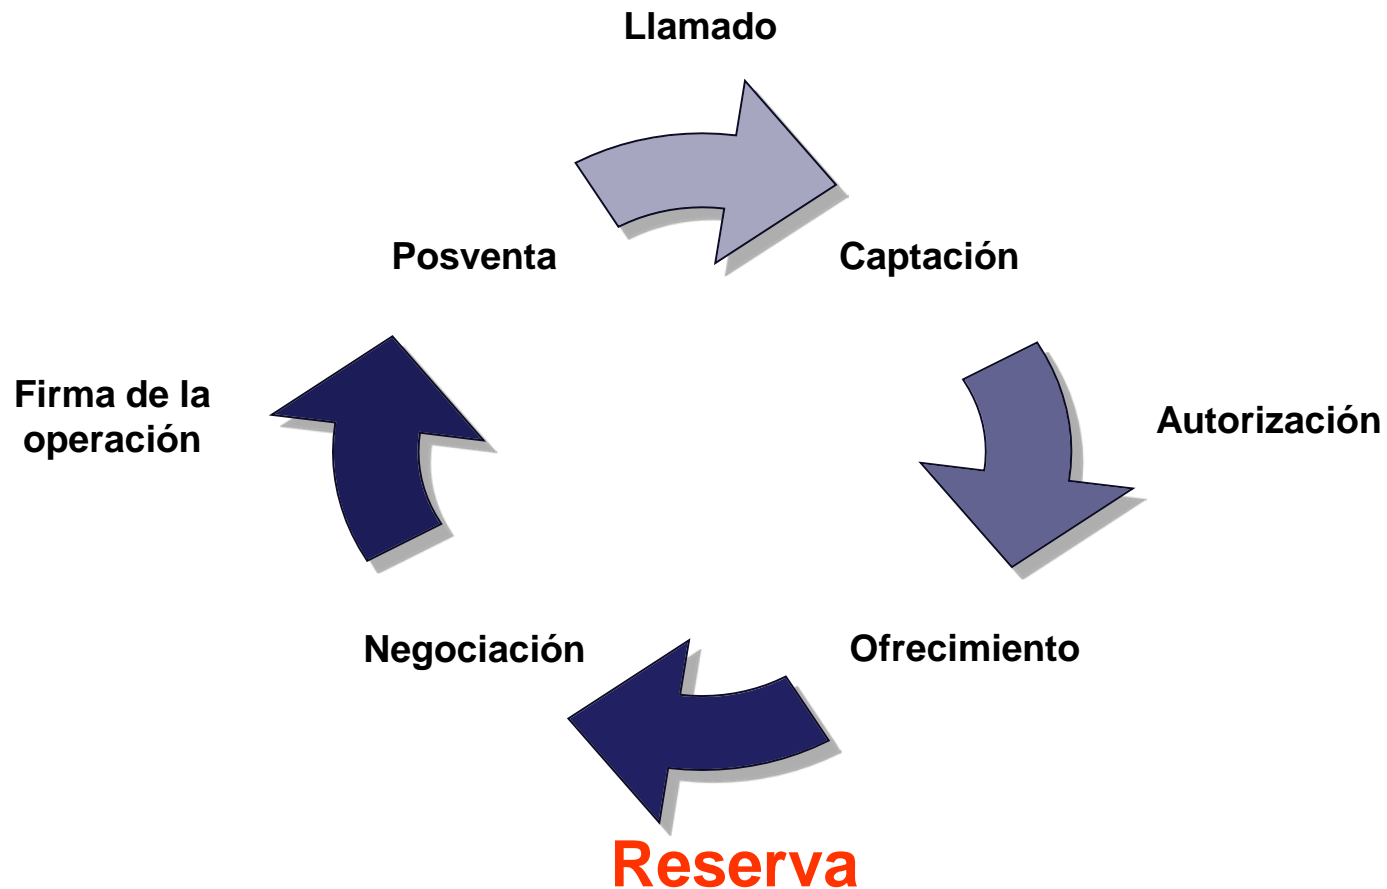 Llamado
Posventa
Captación
Firma de la
operación
Autorización
Negociación
Ofrecimiento
Reserva